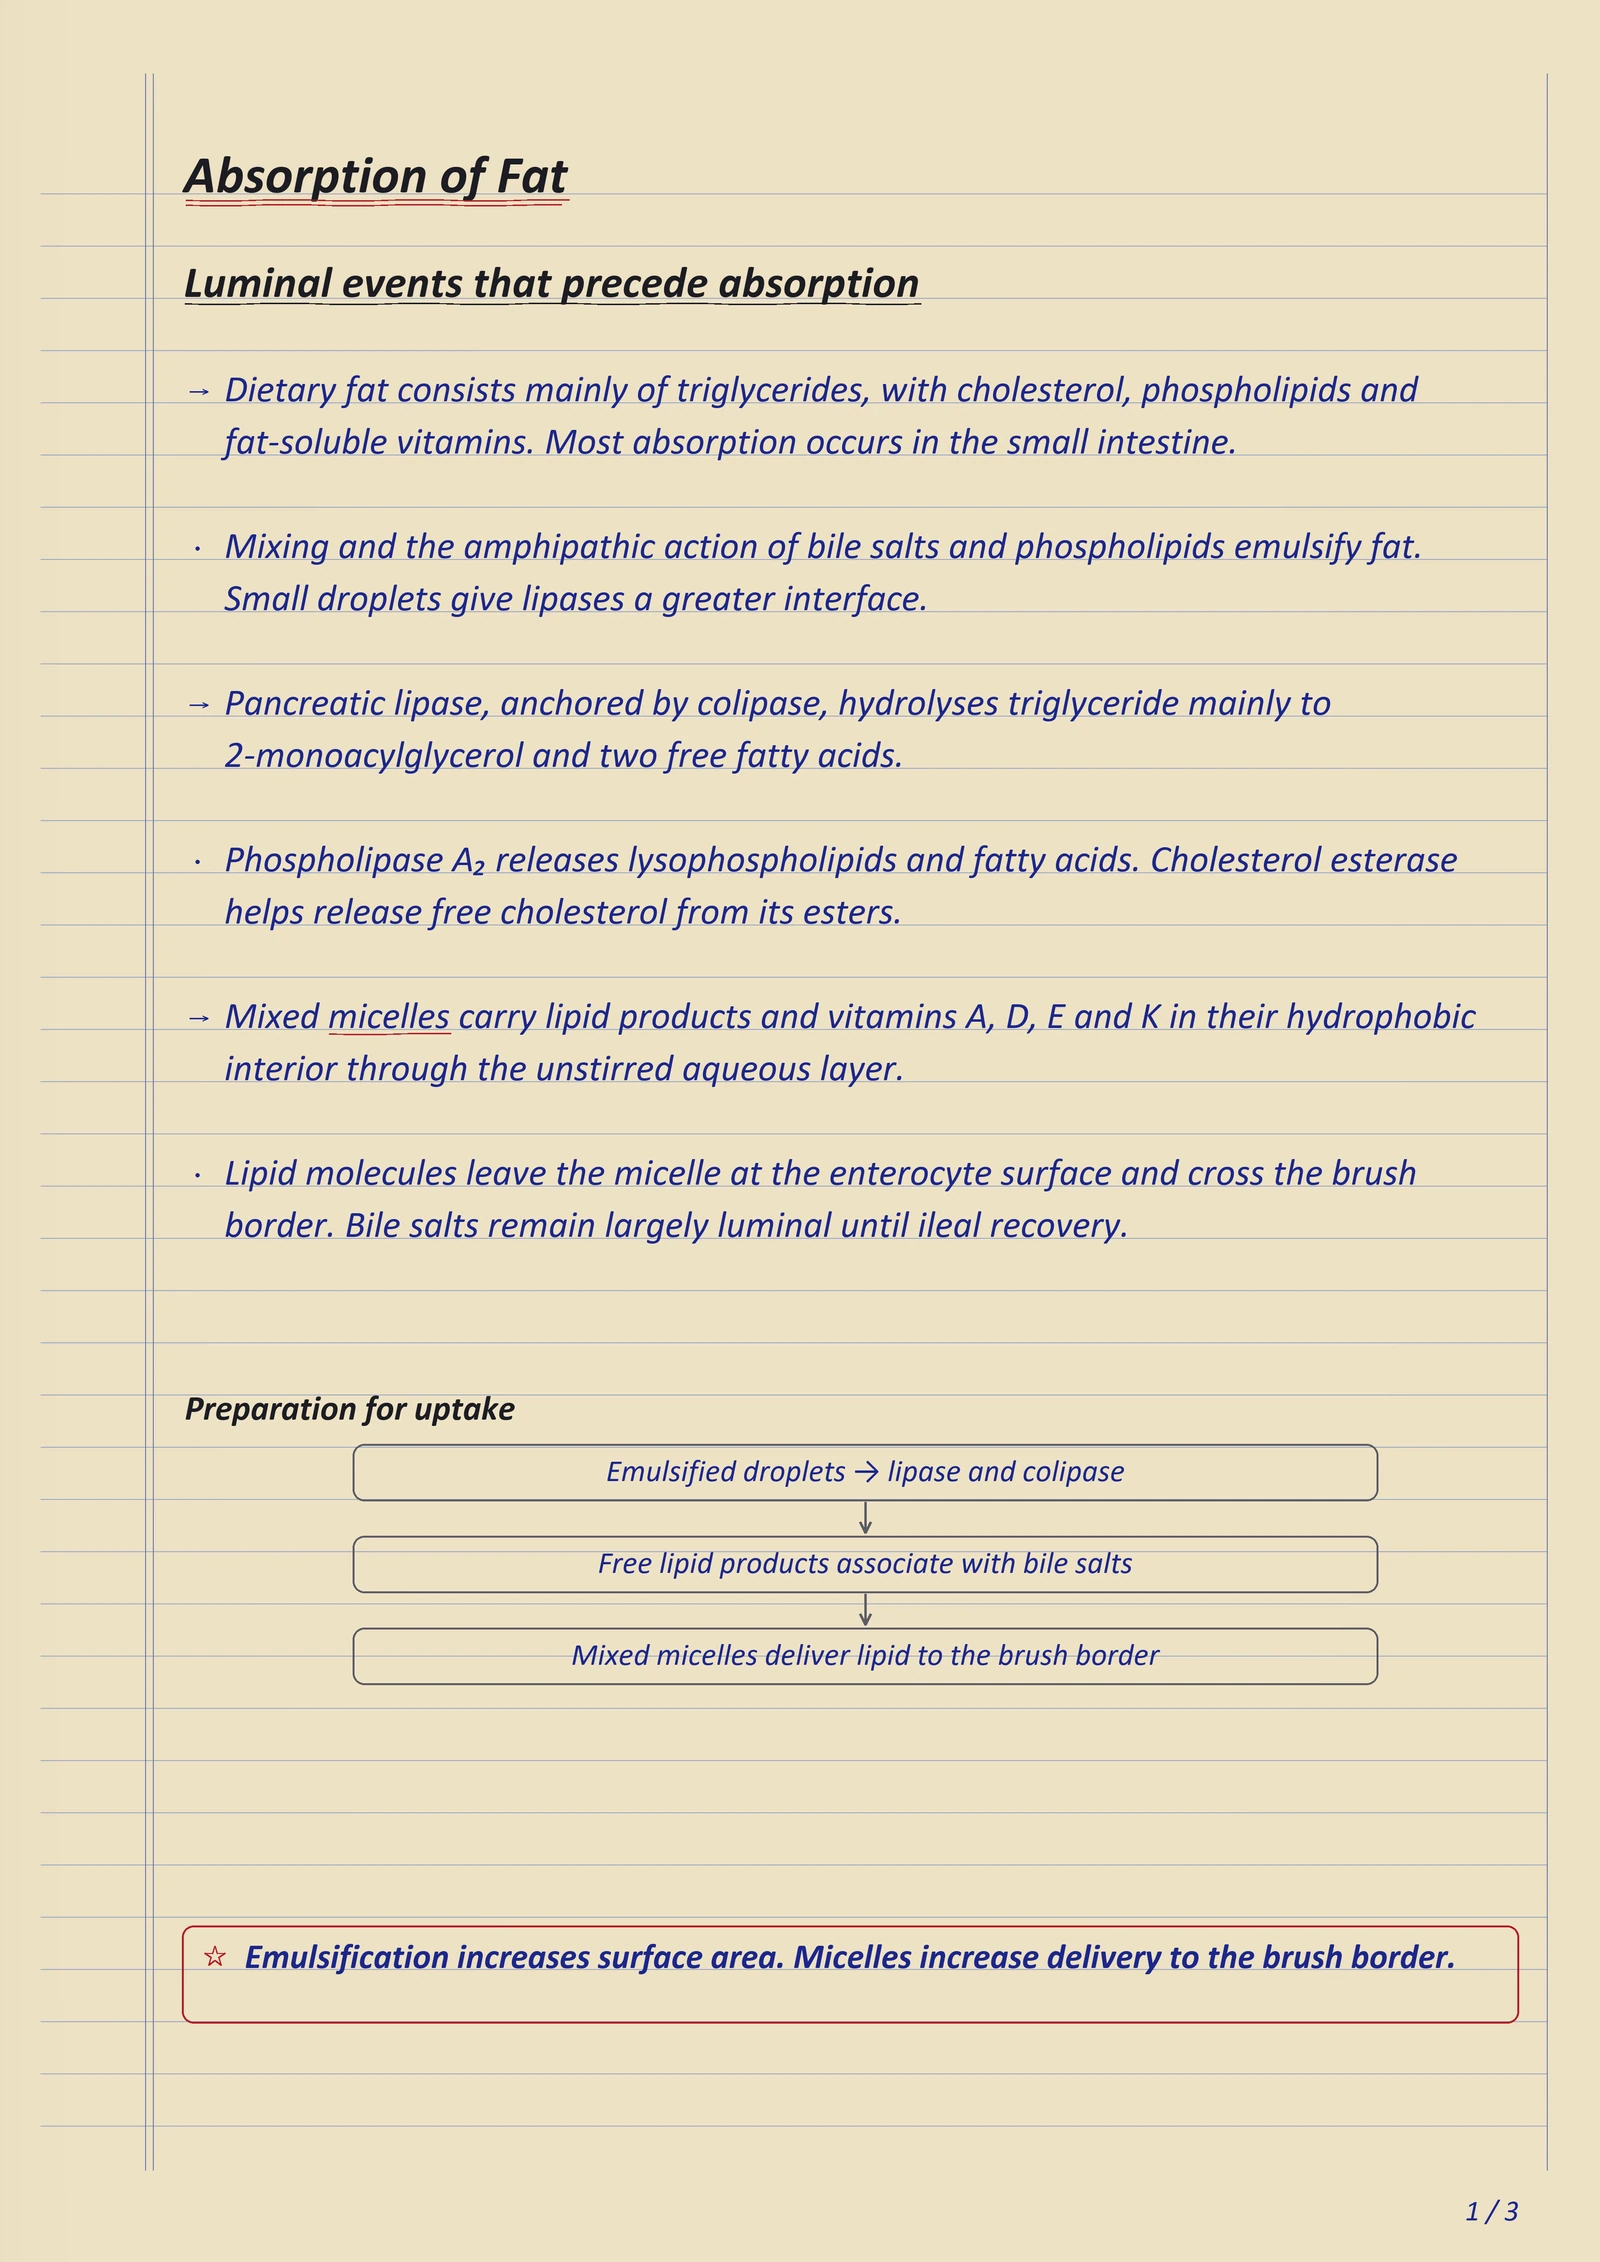 Absorption of Fat
Luminal events that precede absorption
→ Dietary fat consists mainly of triglycerides, with cholesterol, phospholipids and
fat-soluble vitamins. Most absorption occurs in the small intestine.
· Mixing and the amphipathic action of bile salts and phospholipids emulsify fat.
Small droplets give lipases a greater interface.
→ Pancreatic lipase, anchored by colipase, hydrolyses triglyceride mainly to
2-monoacylglycerol and two free fatty acids.
· Phospholipase A₂ releases lysophospholipids and fatty acids. Cholesterol esterase
helps release free cholesterol from its esters.
→ Mixed micelles carry lipid products and vitamins A, D, E and K in their hydrophobic
interior through the unstirred aqueous layer.
· Lipid molecules leave the micelle at the enterocyte surface and cross the brush
border. Bile salts remain largely luminal until ileal recovery.
Preparation for uptake
Emulsified droplets → lipase and colipase
Free lipid products associate with bile salts
Mixed micelles deliver lipid to the brush border
☆ Emulsification increases surface area. Micelles increase delivery to the brush border.
1 / 3